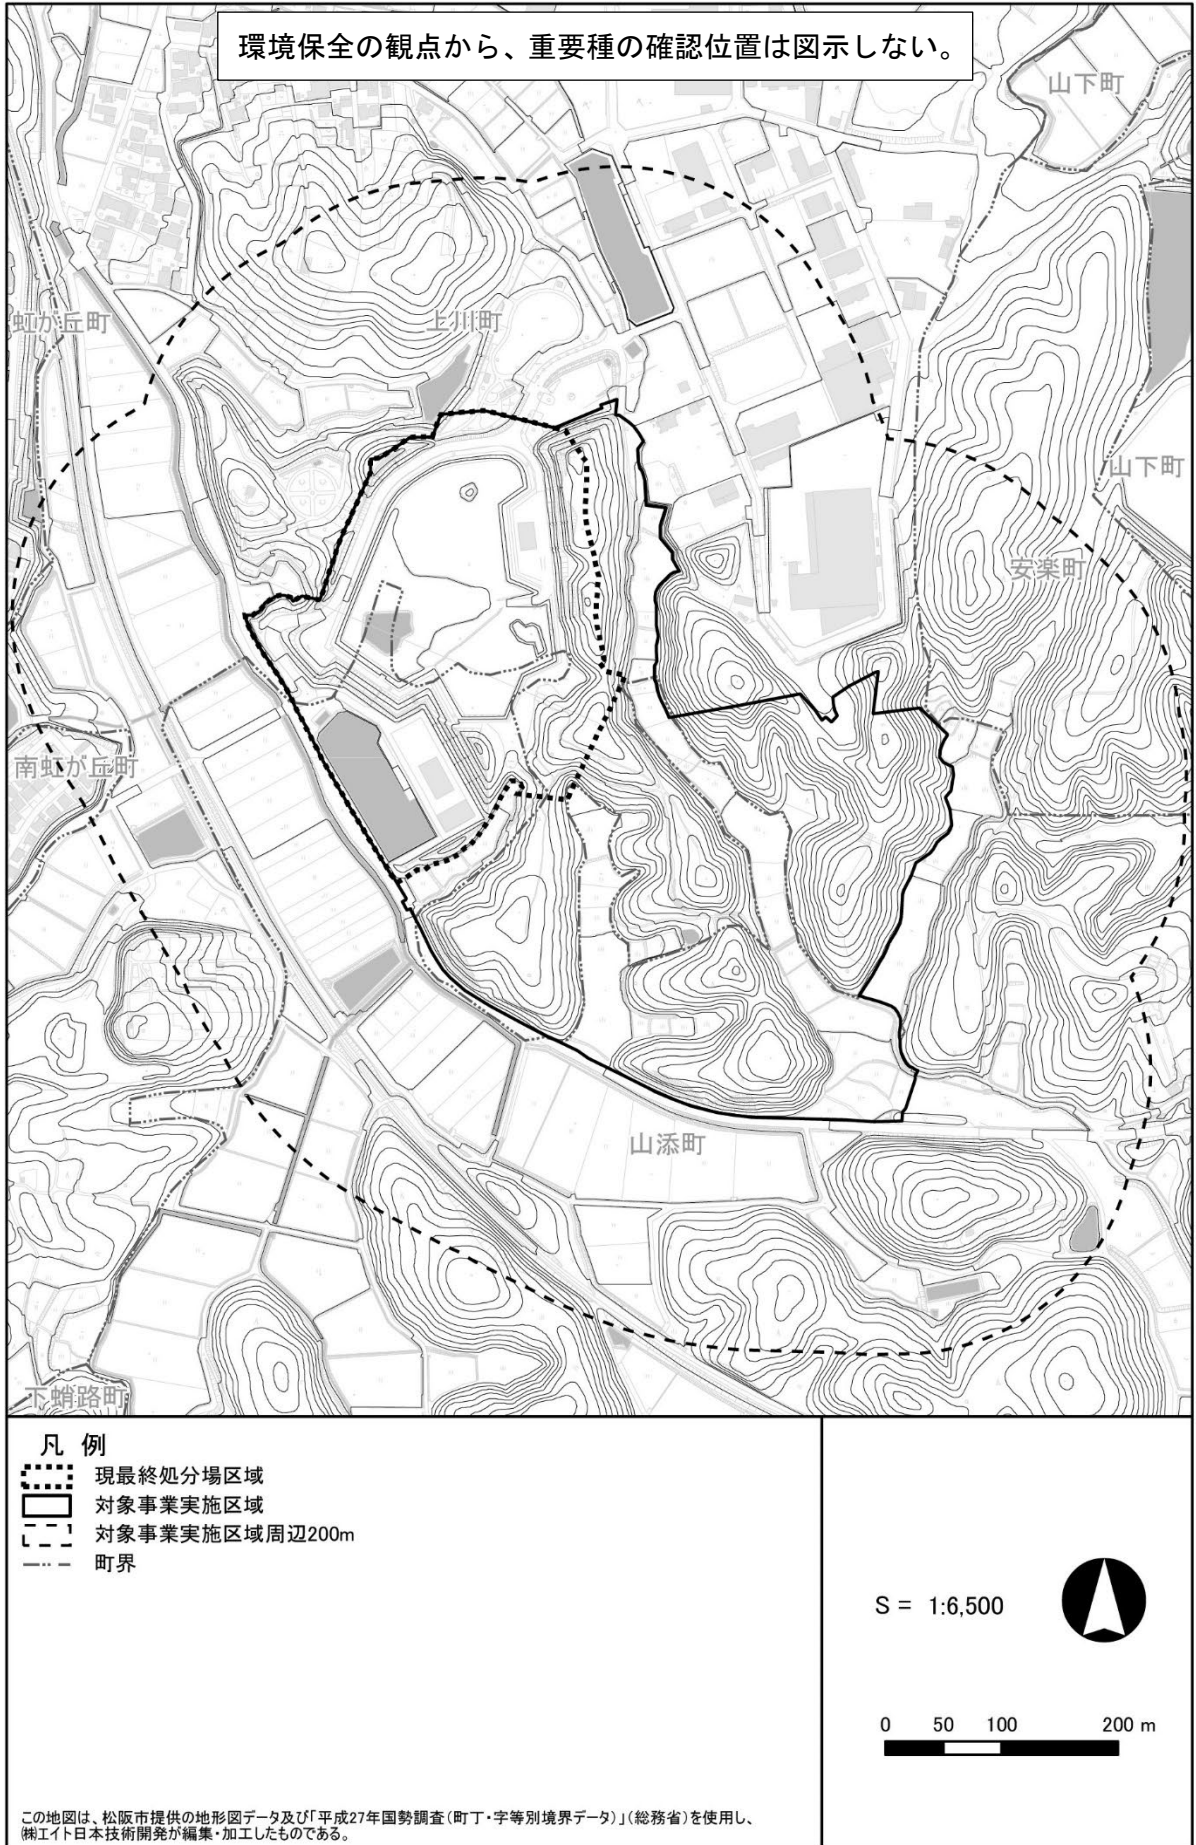 環境保全の観点から、重要種の確認位置は図示しない。
山下町
虹が丘町
上川町
山下町
安楽町
南虹が丘町
山添町
下蛸路町
凡 例
現最終処分場区域
対象事業実施区域
対象事業実施区域周辺200m
町界
S = 1:6,500
0 50 100 200 m
この地図は、松阪市提供の地形図データ及び「平成27年国勢調査(町丁・字等別境界データ)」(総務省)を使用し、
㈱エイト日本技術開発が編集・加工したものである。